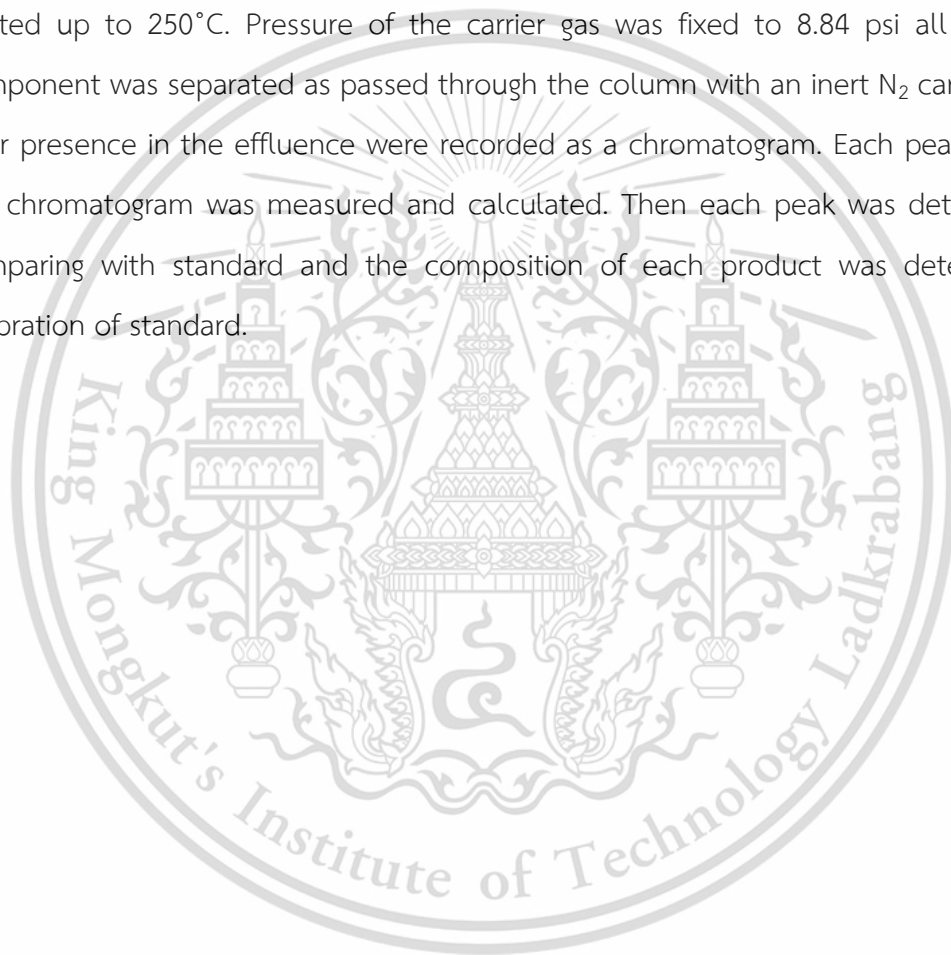 ted up to 250°C. Pressure of the carrier gas was fixed to 8.84 psi all
mponent was separated as passed through the column with an inert N₂ car
r presence in the effluence were recorded as a chromatogram. Each pea
chromatogram was measured and calculated. Then each peak was det
mparing with standard and the composition of each product was dete
bration of standard.
King Mongkut's Institute of Technology Ladkrabang